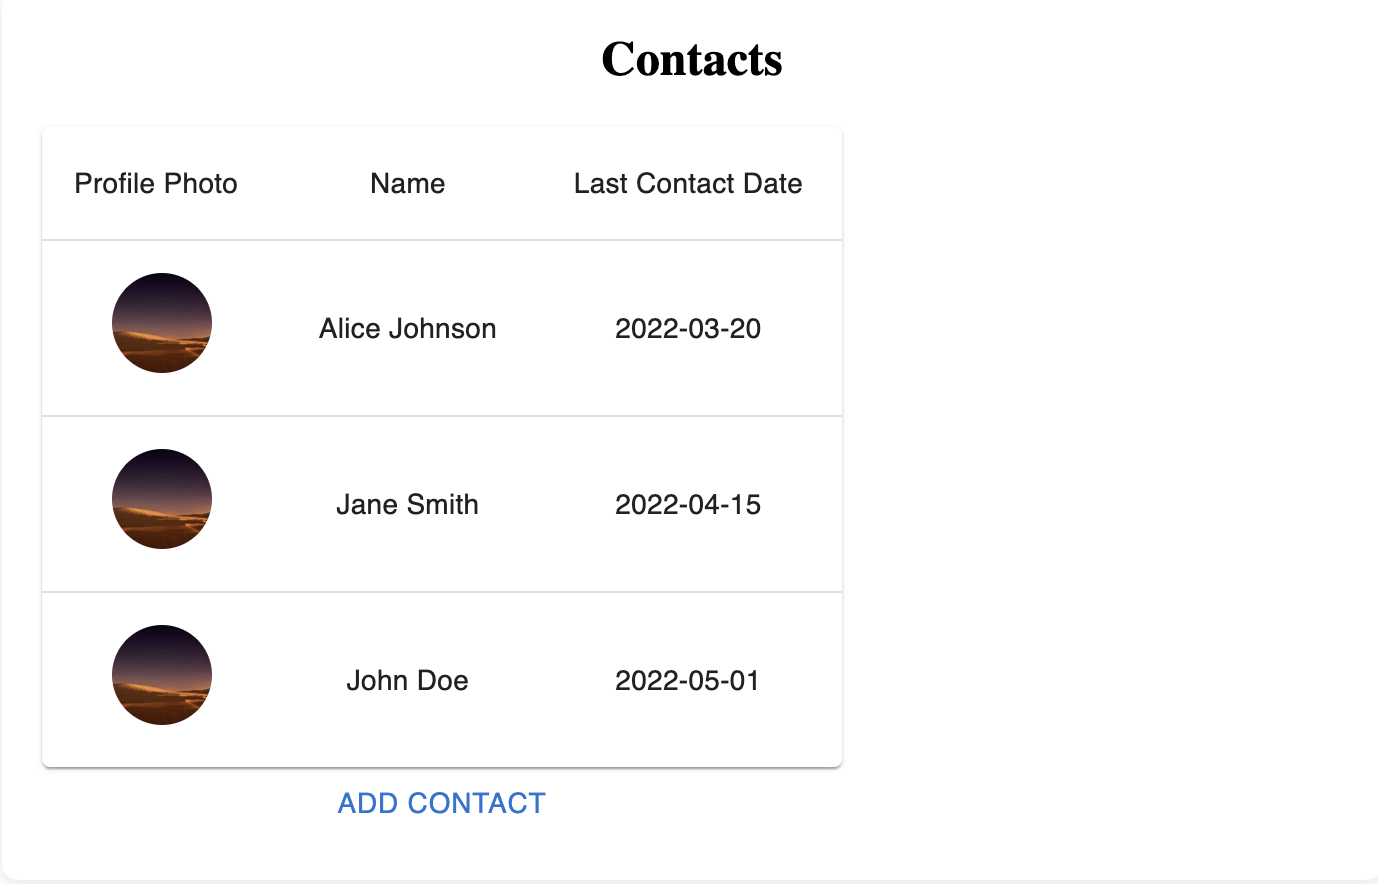 Contacts
Profile Photo Name Last Contact Date
Alice Johnson 2022-03-20
Jane Smith 2022-04-15
John Doe 2022-05-01
ADD CONTACT